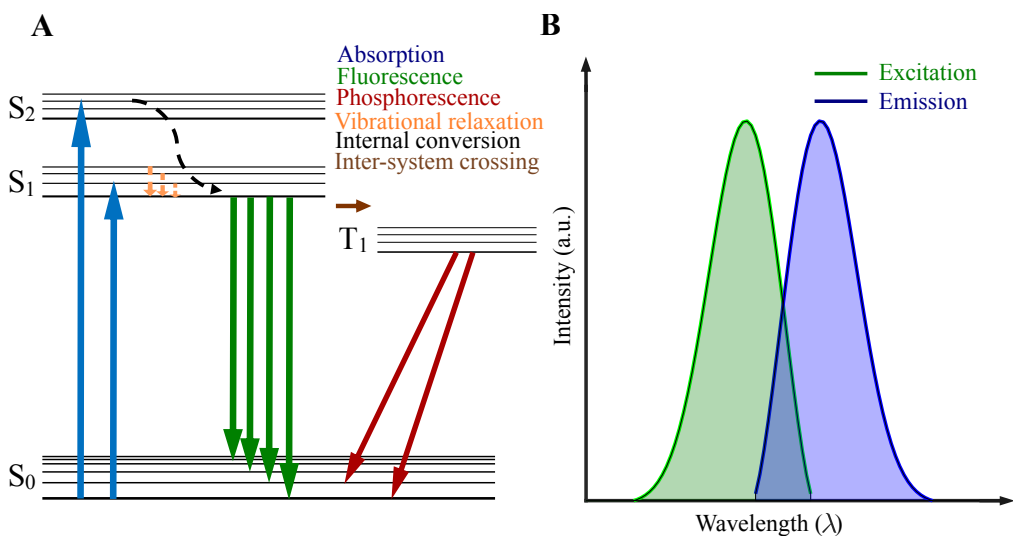 A
Absorption
Fluorescence
Phosphorescence
Vibrational relaxation
Internal conversion
Inter-system crossing
S2
S1
T1
S0
B
Excitation
Emission
Intensity (a.u.)
Wavelength (λ)